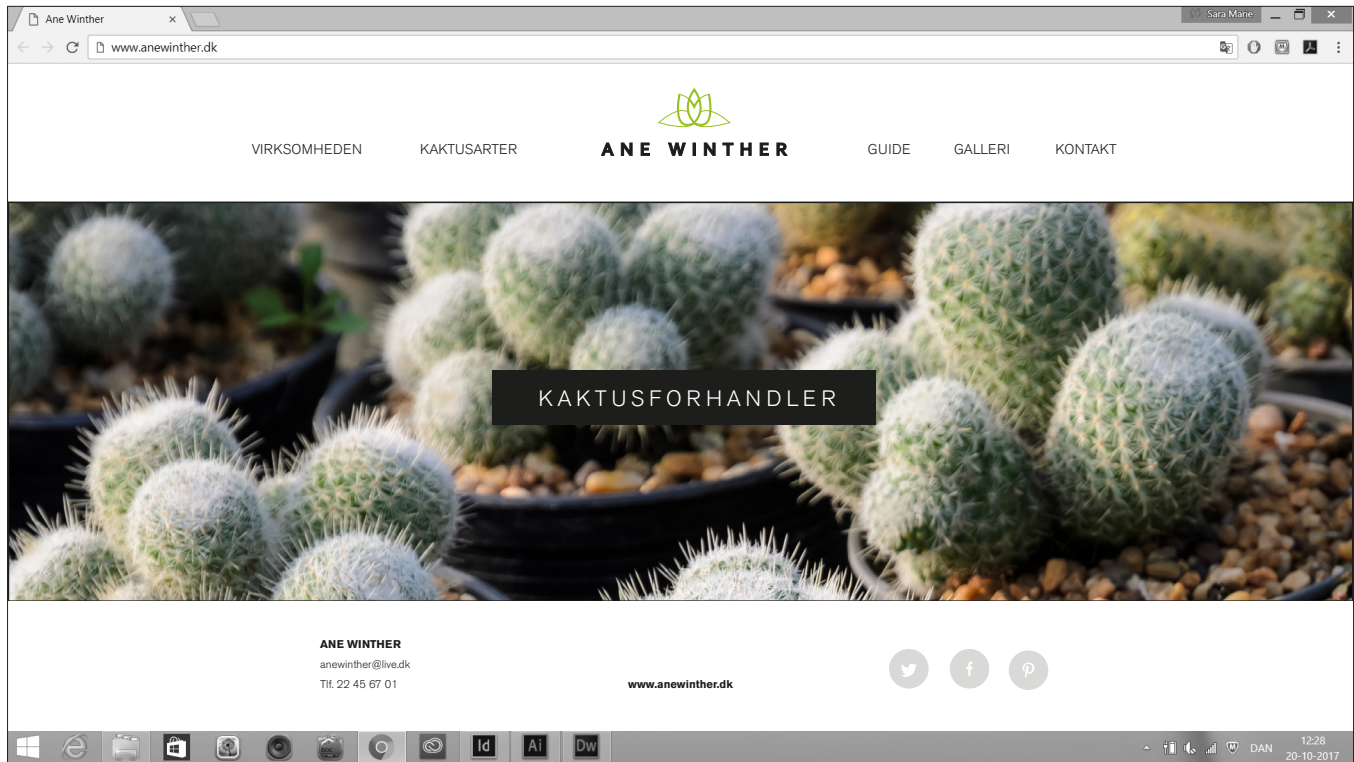 Ane Winther
Sara Marie
www.anewinther.dk
VIRKSOMHEDEN KAKTUSARTER ANE WINTHER GUIDE GALLERI KONTAKT
KAKTUSFORHANDLER
ANE WINTHER
anewinther@live.dk
Tlf. 22 45 67 01
www.anewinther.dk
Id Ai Dw
DAN
12:28
20-10-2017